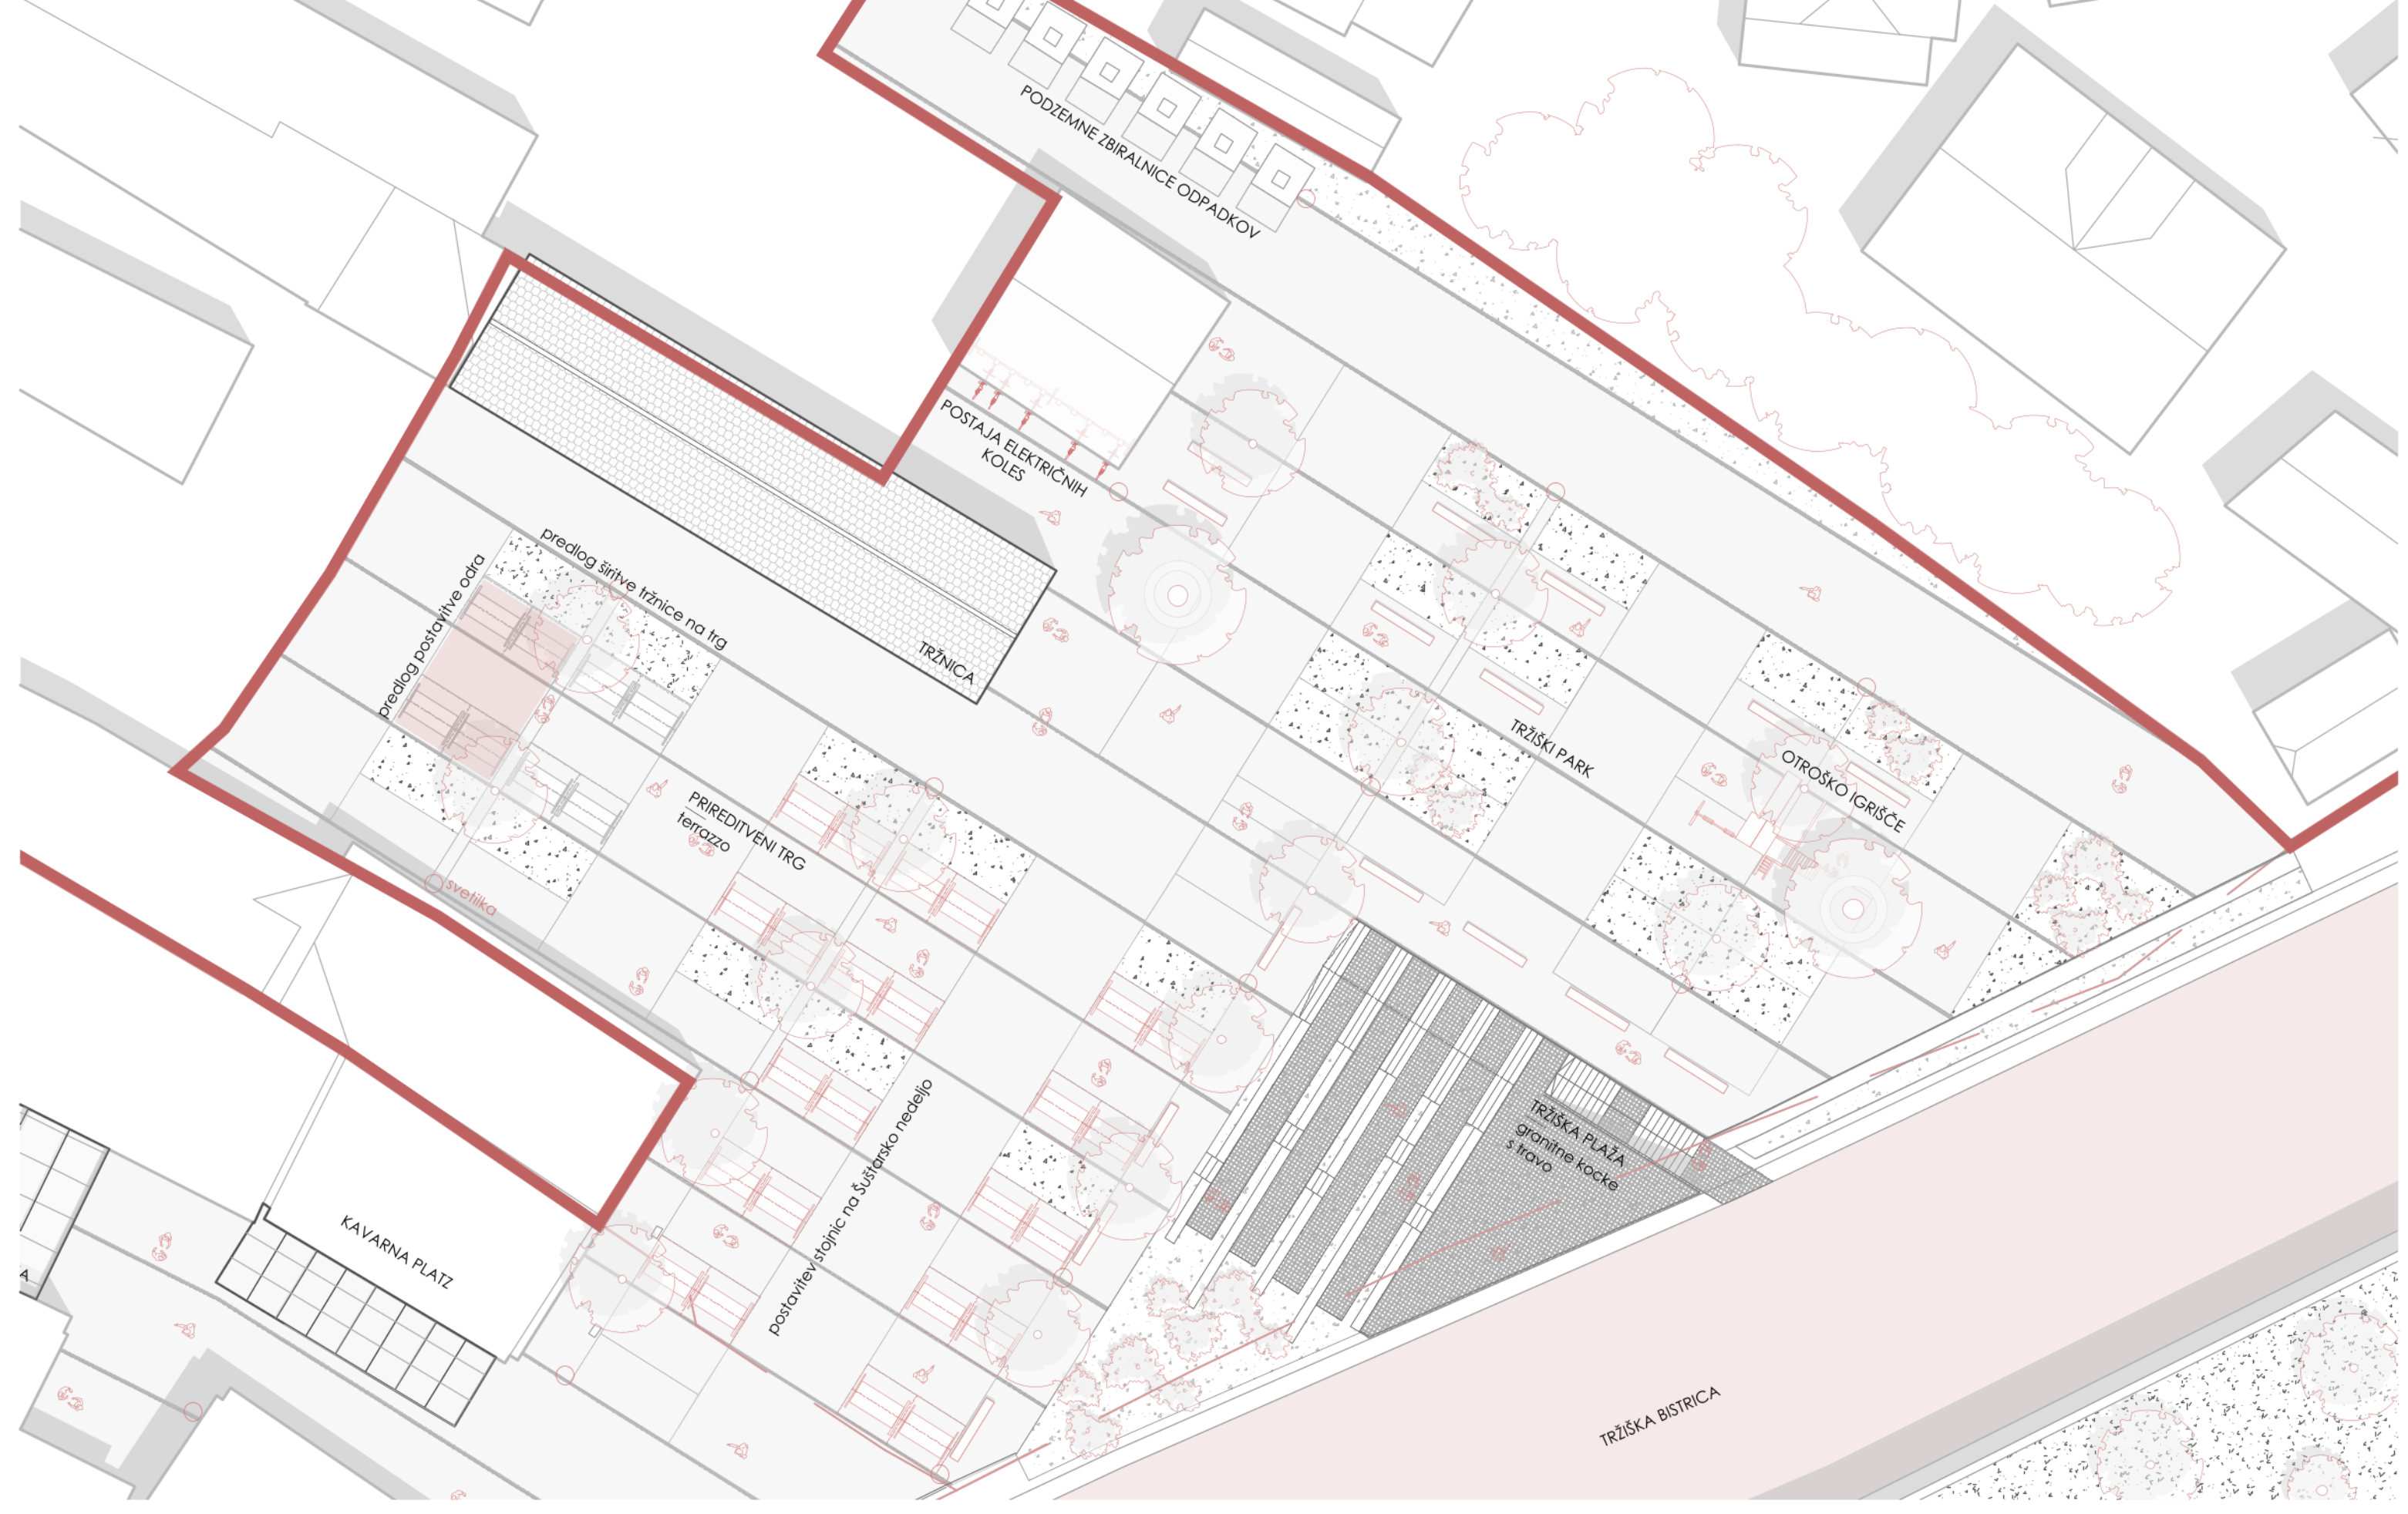 PODZEMNE ZBIRALNICE ODPADKOV
POSTAJA ELEKTRIČNIH
KOLES
predlog širitve tržnice na trg
predlog postavitve odra
TRŽNICA
TRŽIŠKI PARK
OTROŠKO IGRIŠČE
PRIREDITVENI TRG
terrazzo
svetilka
postavitev stojnic na Šuštarsko nedeljo
TRŽIŠKA PLAŽA
granitne kocke
s travo
KAVARNA PLATZ
A
TRŽIŠKA BISTRICA